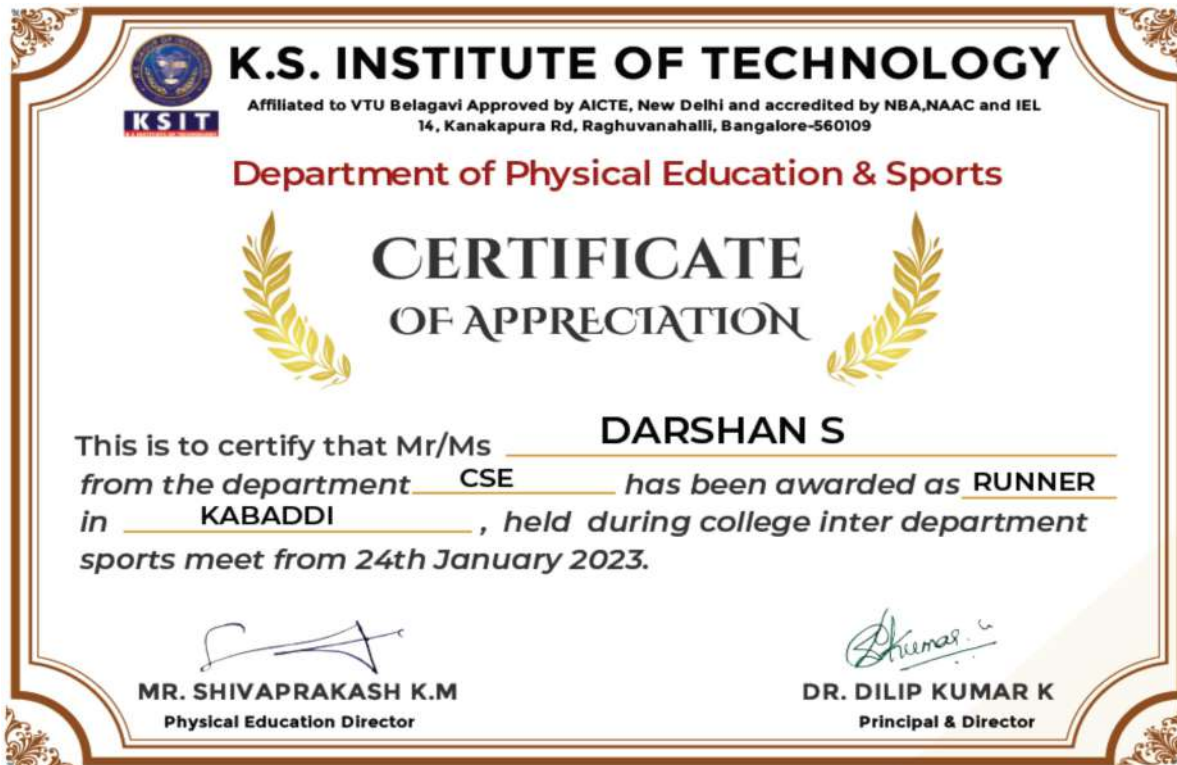 K.S. INSTITUTE OF TECHNOLOGY
Affiliated to VTU Belagavi Approved by AICTE, New Delhi and accredited by NBA,NAAC and IEL
14, Kanakapura Rd, Raghuvanahalli, Bangalore-560109
KSIT
Department of Physical Education & Sports
CERTIFICATE
OF APPRECIATION
This is to certify that Mr/Ms DARSHAN S
from the department CSE has been awarded as RUNNER
in KABADDI , held during college inter department
sports meet from 24th January 2023.
MR. SHIVAPRAKASH K.M
Physical Education Director
DR. DILIP KUMAR K
Principal & Director